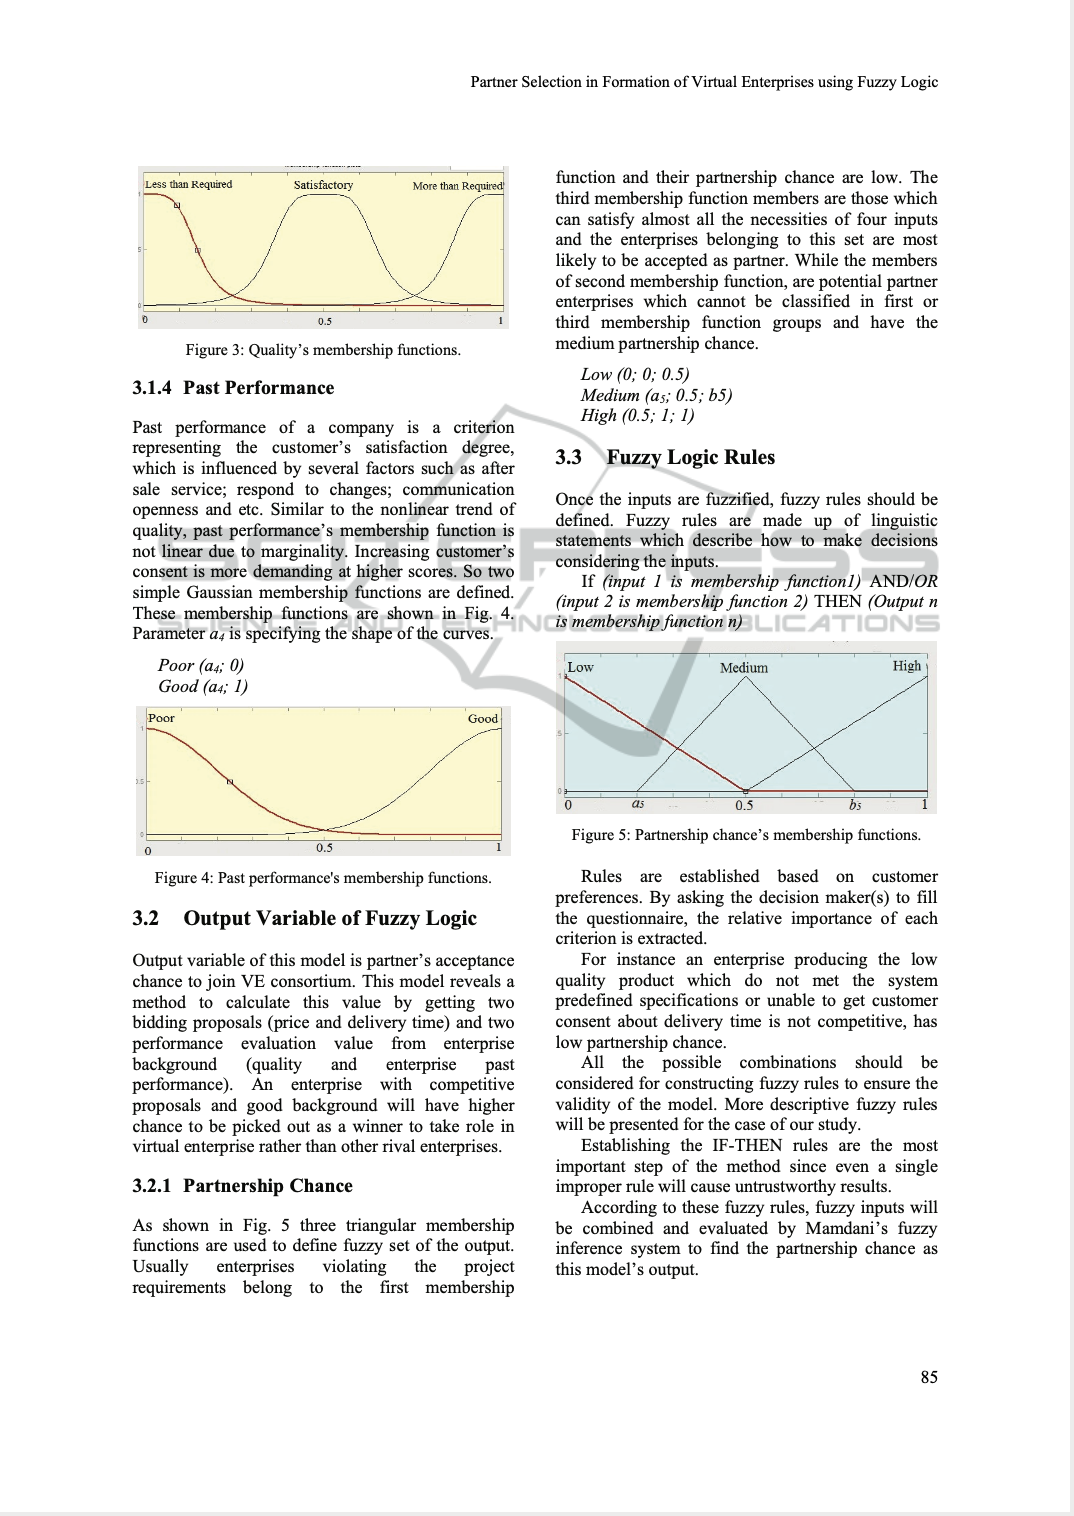 Partner Selection in Formation of Virtual Enterprises using Fuzzy Logic
Less than Required Satisfactory More than Required
0 0.5 1
Figure 3: Quality's membership functions.
3.1.4 Past Performance
Past performance of a company is a criterion
representing the customer's satisfaction degree,
which is influenced by several factors such as after
sale service; respond to changes; communication
openness and etc. Similar to the nonlinear trend of
quality, past performance's membership function is
not linear due to marginality. Increasing customer's
consent is more demanding at higher scores. So two
simple Gaussian membership functions are defined.
These membership functions are shown in Fig. 4.
Parameter a4 is specifying the shape of the curves.
Poor (a4; 0)
Good (a4; 1)
Poor Good
1
0.5
0
0 0.5 1
Figure 4: Past performance's membership functions.
3.2 Output Variable of Fuzzy Logic
Output variable of this model is partner's acceptance
chance to join VE consortium. This model reveals a
method to calculate this value by getting two
bidding proposals (price and delivery time) and two
performance evaluation value from enterprise
background (quality and enterprise past
performance). An enterprise with competitive
proposals and good background will have higher
chance to be picked out as a winner to take role in
virtual enterprise rather than other rival enterprises.
3.2.1 Partnership Chance
As shown in Fig. 5 three triangular membership
functions are used to define fuzzy set of the output.
Usually enterprises violating the project
requirements belong to the first membership
function and their partnership chance are low. The
third membership function members are those which
can satisfy almost all the necessities of four inputs
and the enterprises belonging to this set are most
likely to be accepted as partner. While the members
of second membership function, are potential partner
enterprises which cannot be classified in first or
third membership function groups and have the
medium partnership chance.
Low (0; 0; 0.5)
Medium (a5; 0.5; b5)
High (0.5; 1; 1)
3.3 Fuzzy Logic Rules
Once the inputs are fuzzified, fuzzy rules should be
defined. Fuzzy rules are made up of linguistic
statements which describe how to make decisions
considering the inputs.
If (input 1 is membership function1) AND/OR
(input 2 is membership function 2) THEN (Output n
is membership function n)
Low Medium High
0 a5 0.5 b5 1
Figure 5: Partnership chance's membership functions.
Rules are established based on customer
preferences. By asking the decision maker(s) to fill
the questionnaire, the relative importance of each
criterion is extracted.
For instance an enterprise producing the low
quality product which do not met the system
predefined specifications or unable to get customer
consent about delivery time is not competitive, has
low partnership chance.
All the possible combinations should be
considered for constructing fuzzy rules to ensure the
validity of the model. More descriptive fuzzy rules
will be presented for the case of our study.
Establishing the IF-THEN rules are the most
important step of the method since even a single
improper rule will cause untrustworthy results.
According to these fuzzy rules, fuzzy inputs will
be combined and evaluated by Mamdani's fuzzy
inference system to find the partnership chance as
this model's output.
SCITEPRESS
SCIENCE AND TECHNOLOGY PUBLICATIONS
85